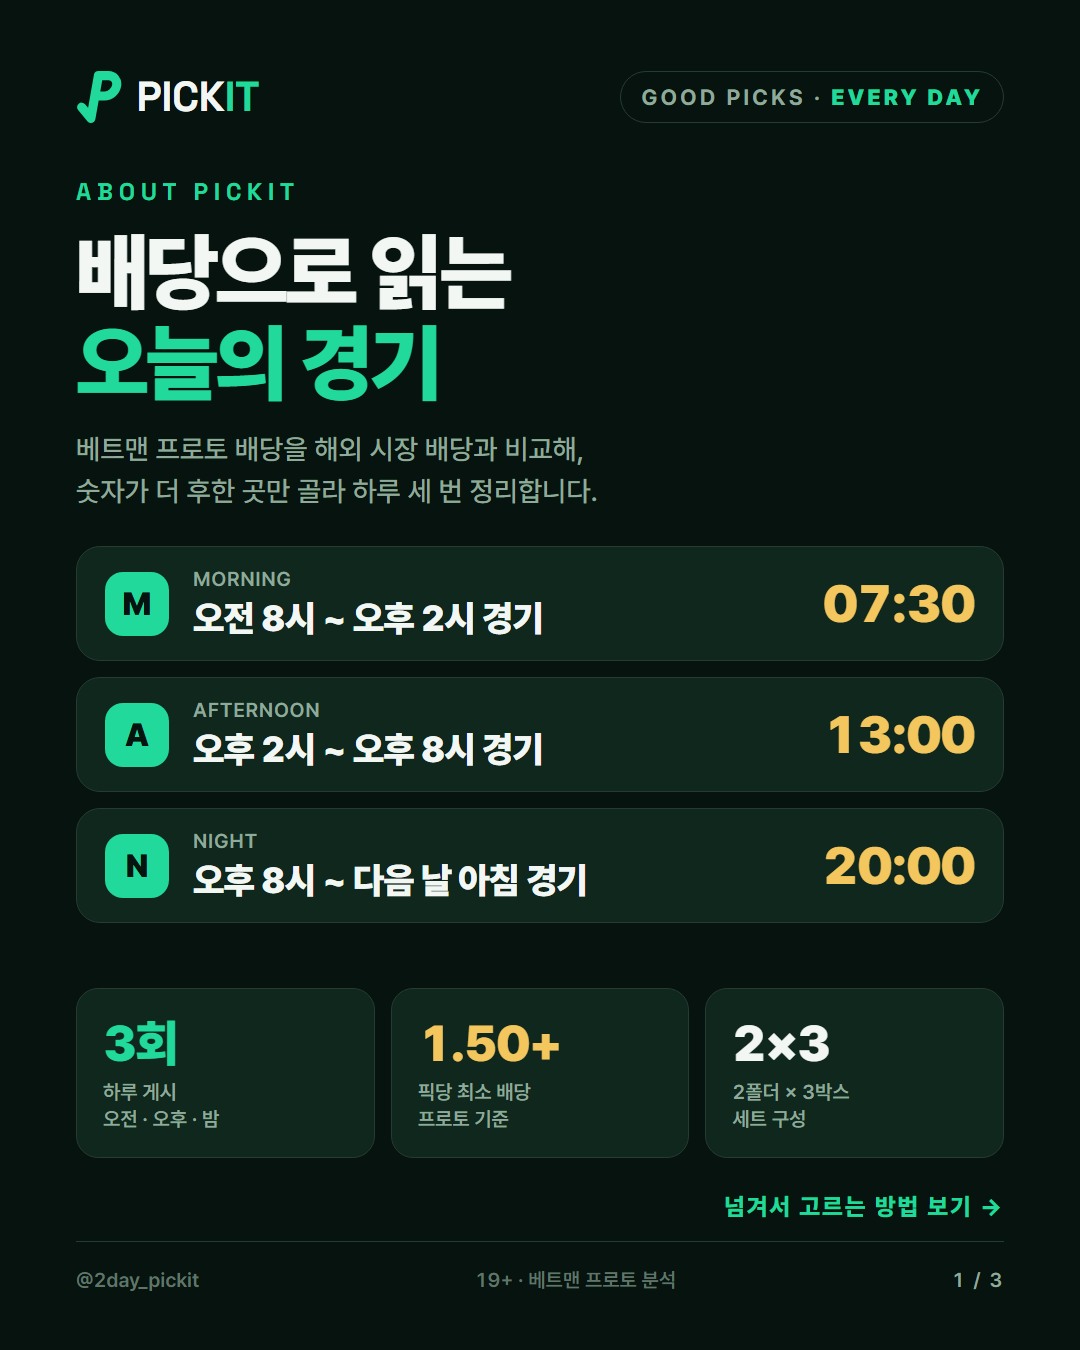 PICKIT
GOOD PICKS · EVERY DAY
ABOUT PICKIT
배당으로 읽는
오늘의 경기
베트맨 프로토 배당을 해외 시장 배당과 비교해,
숫자가 더 후한 곳만 골라 하루 세 번 정리합니다.
M
MORNING
오전 8시 ~ 오후 2시 경기
07:30
A
AFTERNOON
오후 2시 ~ 오후 8시 경기
13:00
N
NIGHT
오후 8시 ~ 다음 날 아침 경기
20:00
3회
하루 게시
오전 · 오후 · 밤
1.50+
픽당 최소 배당
프로토 기준
2×3
2폴더 × 3박스
세트 구성
넘겨서 고르는 방법 보기 →
@2day_pickit
19+ · 베트맨 프로토 분석
1 / 3